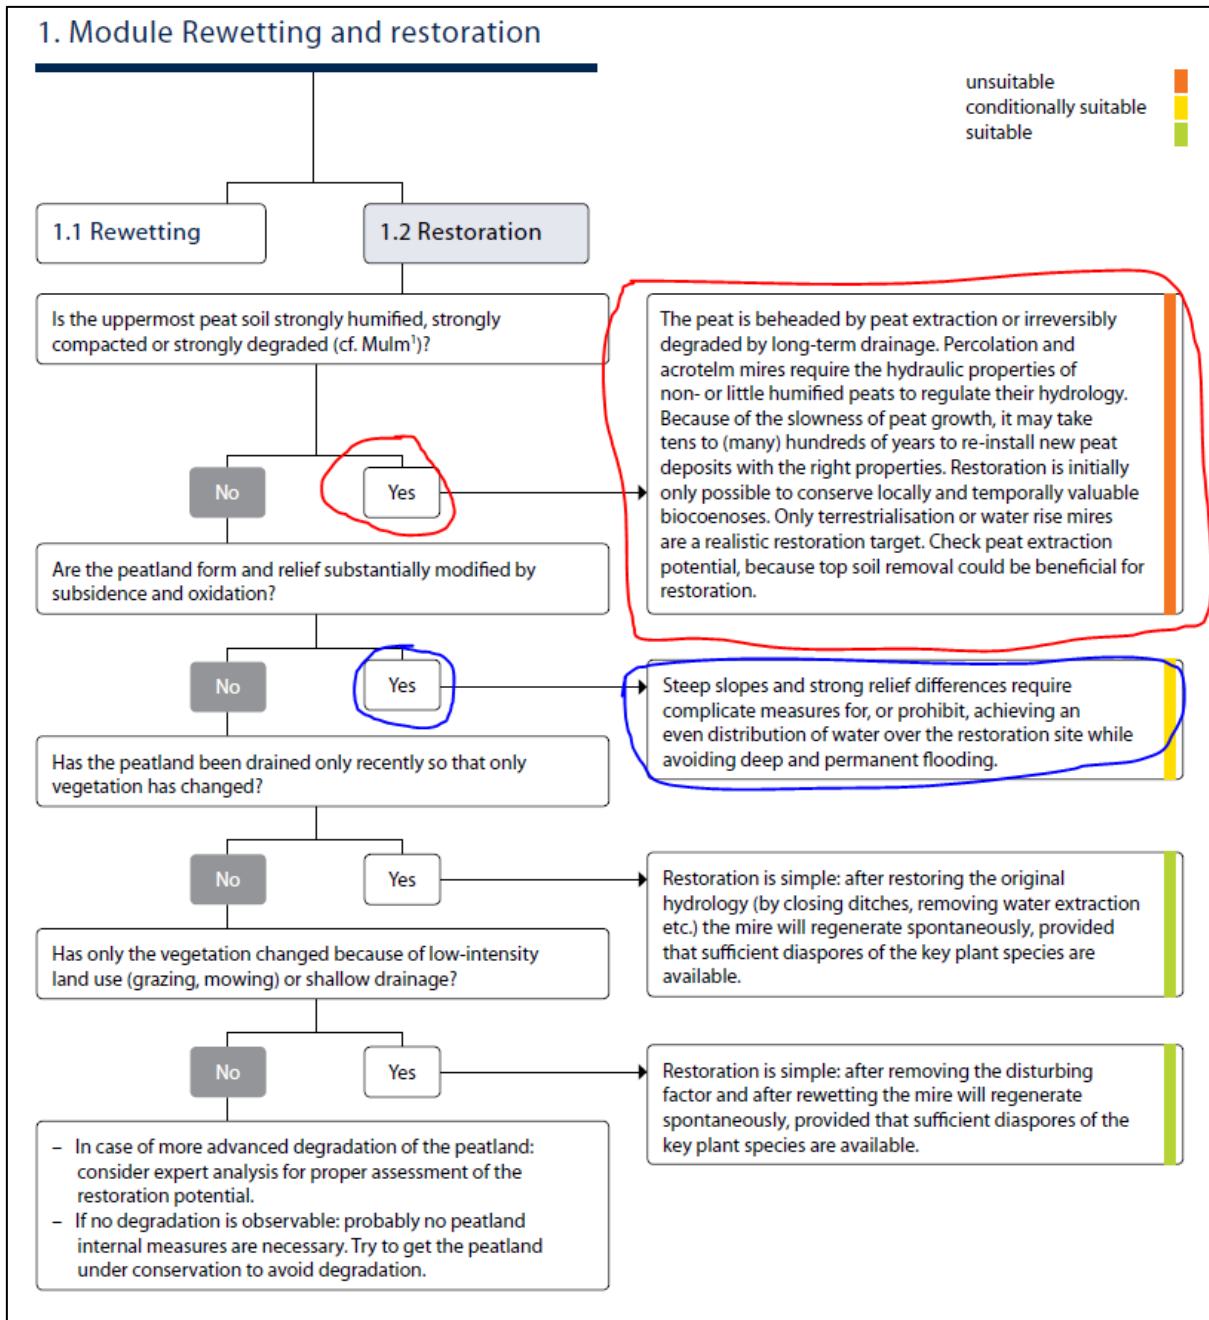 1. Module Rewetting and restoration
unsuitable
conditionally suitable
suitable
1.1 Rewetting
1.2 Restoration
Is the uppermost peat soil strongly humified, strongly
compacted or strongly degraded (cf. Mulm¹)?
The peat is beheaded by peat extraction or irreversibly
degraded by long-term drainage. Percolation and
acrotelm mires require the hydraulic properties of
non- or little humified peats to regulate their hydrology.
Because of the slowness of peat growth, it may take
tens to (many) hundreds of years to re-install new peat
deposits with the right properties. Restoration is initially
only possible to conserve locally and temporally valuable
biocoenoses. Only terrestrialisation or water rise mires
are a realistic restoration target. Check peat extraction
potential, because top soil removal could be beneficial for
restoration.
No
Yes
Are the peatland form and relief substantially modified by
subsidence and oxidation?
No
Yes
Steep slopes and strong relief differences require
complicate measures for, or prohibit, achieving an
even distribution of water over the restoration site while
avoiding deep and permanent flooding.
Has the peatland been drained only recently so that only
vegetation has changed?
No
Yes
Restoration is simple: after restoring the original
hydrology (by closing ditches, removing water extraction
etc.) the mire will regenerate spontaneously, provided
that sufficient diaspores of the key plant species are
available.
Has only the vegetation changed because of low-intensity
land use (grazing, mowing) or shallow drainage?
No
Yes
Restoration is simple: after removing the disturbing
factor and after rewetting the mire will regenerate
spontaneously, provided that sufficient diaspores of the
key plant species are available.
– In case of more advanced degradation of the peatland:
consider expert analysis for proper assessment of the
restoration potential.
– If no degradation is observable: probably no peatland
internal measures are necessary. Try to get the peatland
under conservation to avoid degradation.